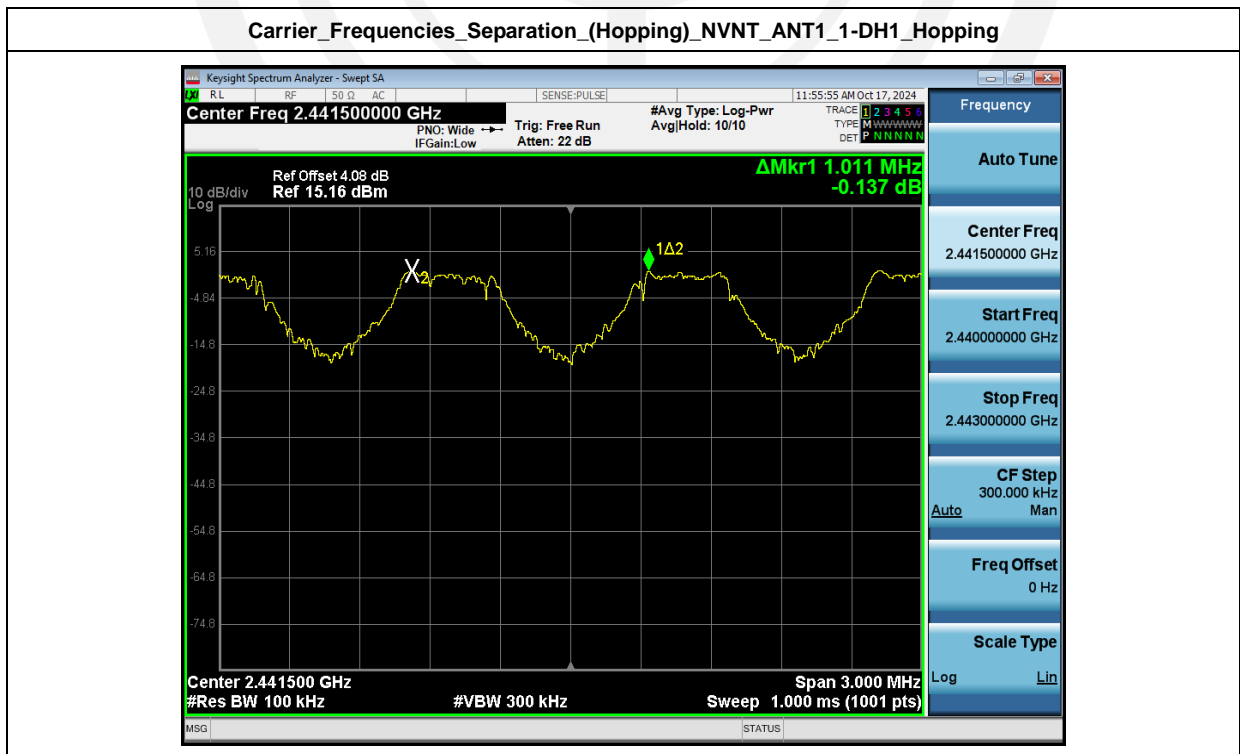 Carrier_Frequencies_Separation_(Hopping)_NVNT_ANT1_1-DH1_Hopping
Keysight Spectrum Analyzer - Swept SA
LXI RL RF 50 Ω AC SENSE:PULSE 11:55:55 AM Oct 17, 2024
Center Freq 2.441500000 GHz
PNO: Wide
IFGain:Low
Trig: Free Run
Atten: 22 dB
#Avg Type: Log-Pwr
Avg|Hold: 10/10
TRACE 1 2 3 4 5 6
TYPE M W W W W W
DET P N N N N N
ΔMkr1 1.011 MHz
-0.137 dB
Ref Offset 4.08 dB
10 dB/div Ref 15.16 dBm
Log
5.16
-4.84
-14.8
-24.8
-34.8
-44.8
-54.8
-64.8
-74.8
X2
1Δ2
Center 2.441500 GHz Span 3.000 MHz
#Res BW 100 kHz #VBW 300 kHz Sweep 1.000 ms (1001 pts)
MSG STATUS
Frequency
Auto Tune
Center Freq
2.441500000 GHz
Start Freq
2.440000000 GHz
Stop Freq
2.443000000 GHz
CF Step
300.000 kHz
Auto Man
Freq Offset
0 Hz
Scale Type
Log Lin